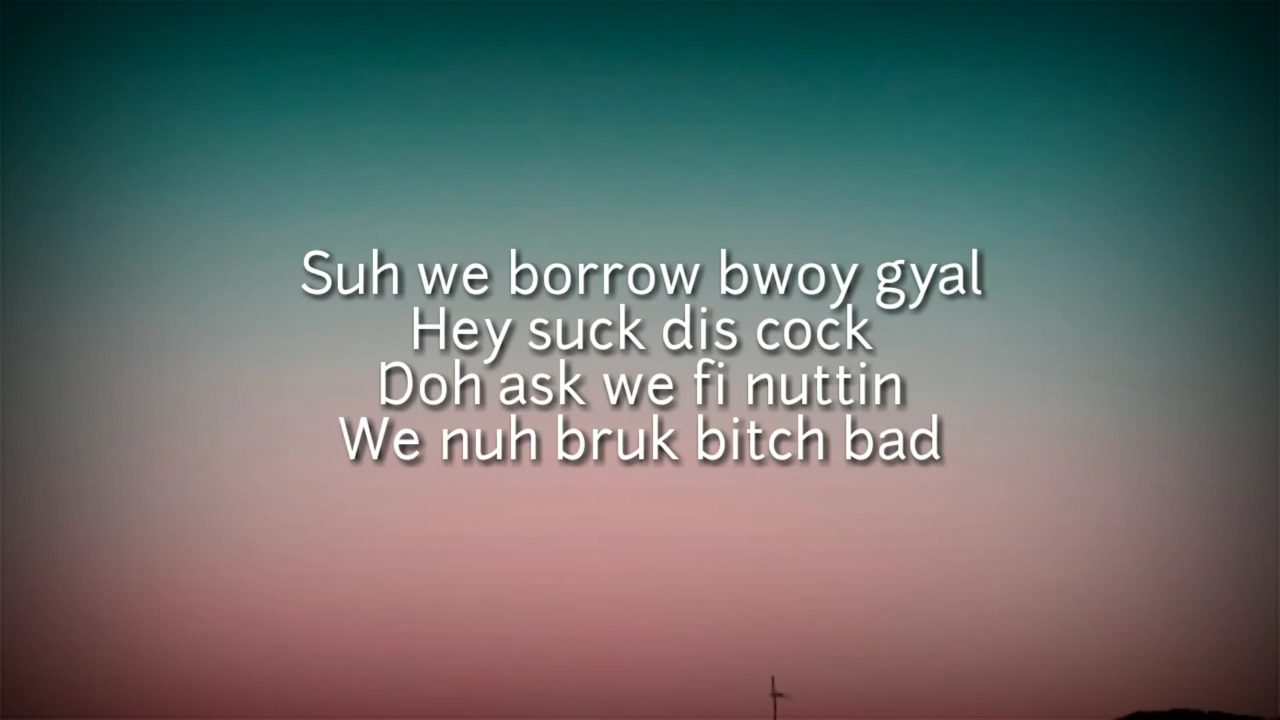 Suh we borrow bwoy gyal
Hey suck dis cock
Doh ask we fi nuttin
We nuh bruk bitch bad